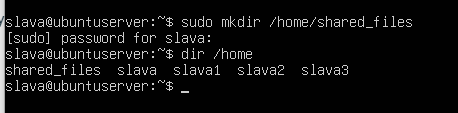 slava@ubuntuserver:~$ sudo mkdir /home/shared_files
[sudo] password for slava:
slava@ubuntuserver:~$ dir /home
shared_files  slava  slava1  slava2  slava3
slava@ubuntuserver:~$ _